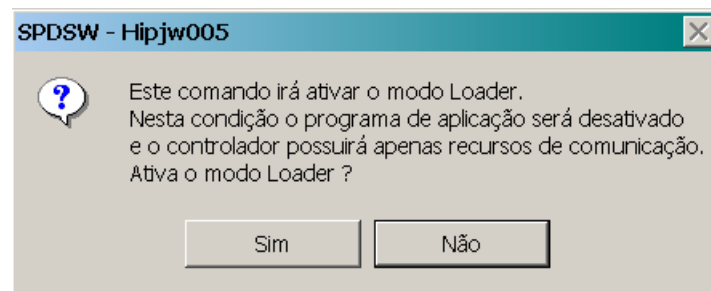 SPDSW - Hipjw005
Este comando irá ativar o modo Loader.
Nesta condição o programa de aplicação será desativado
e o controlador possuirá apenas recursos de comunicação.
Ativa o modo Loader ?
Sim
Não